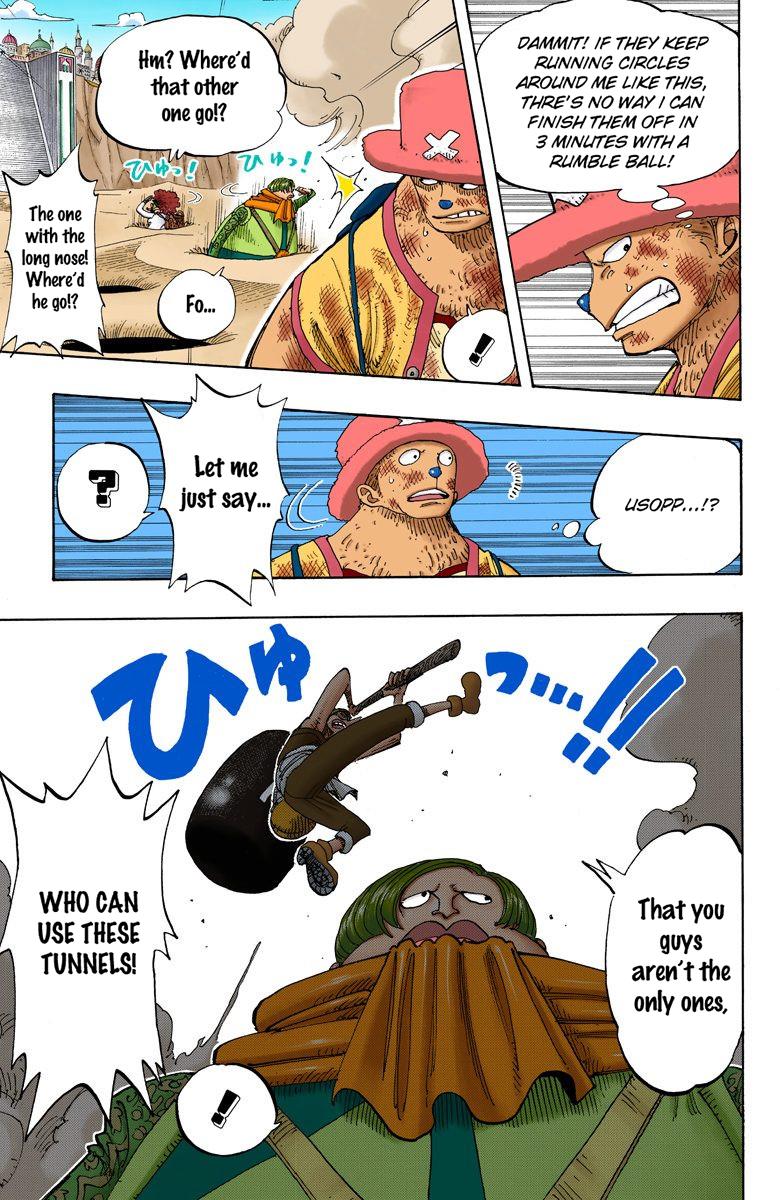 DAMMIT! IF THEY KEEP
RUNNING CIRCLES
AROUND ME LIKE THIS,
THRE'S NO WAY I CAN
FINISH THEM OFF IN
3 MINUTES WITH A
RUMBLE BALL!
Hm? Where'd
that other
one go!?
ひゅっ!
ひゅっ!
The one
with the
long nose!
Where'd
he go!?
Fo...
!
USOPP...!?
Let me
just say...
?
ひゅっ...!!
That you
guys
aren't the
only ones,
WHO CAN
USE THESE
TUNNELS!
!